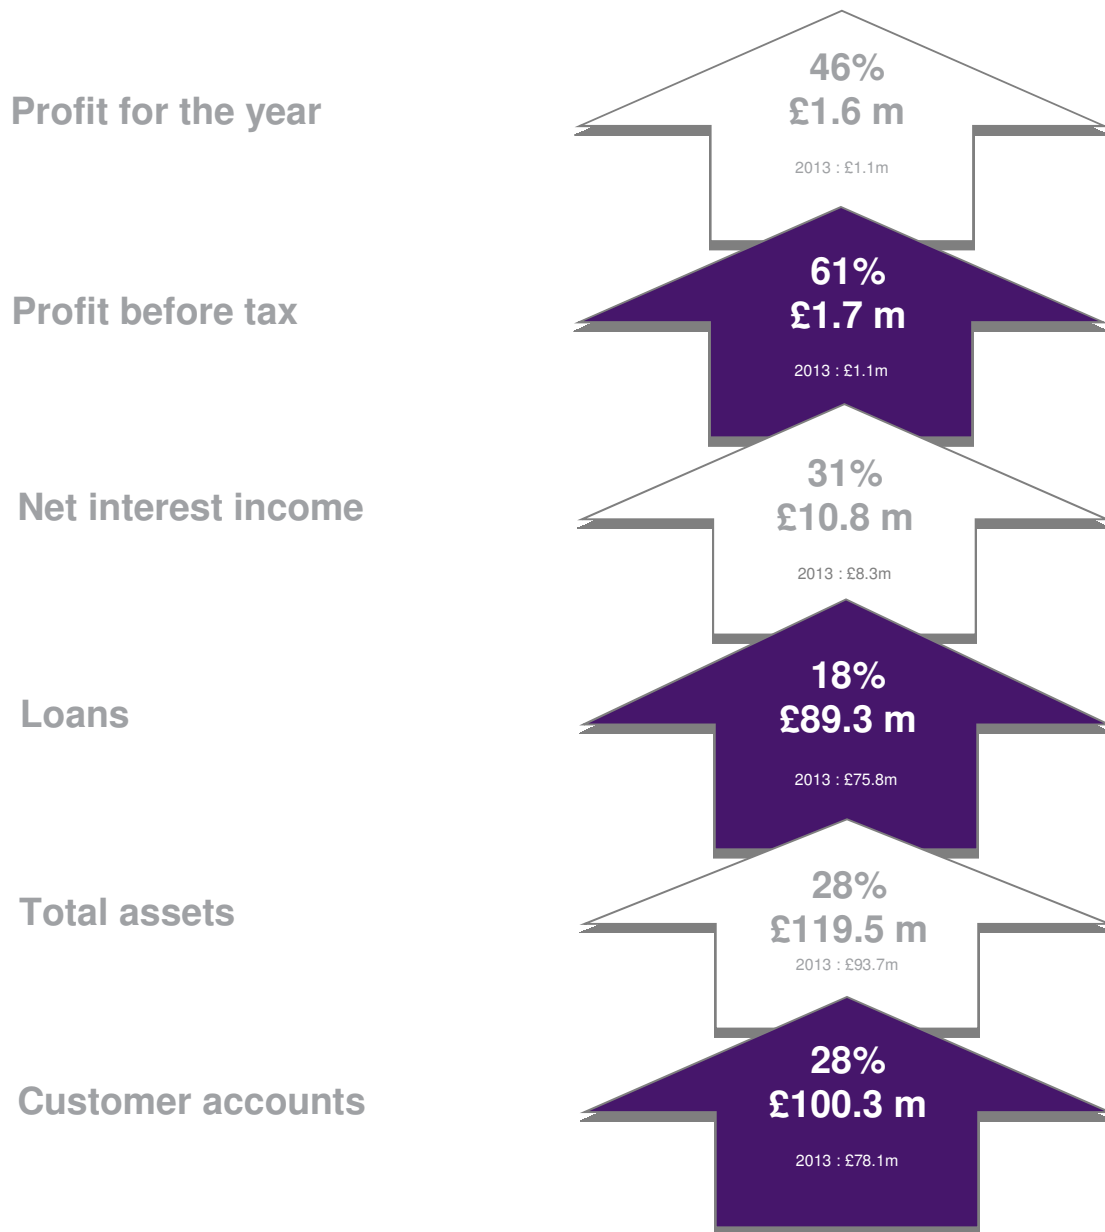 Profit for the year
46%
£1.6 m
2013 : £1.1m
Profit before tax
61%
£1.7 m
2013 : £1.1m
Net interest income
31%
£10.8 m
2013 : £8.3m
Loans
18%
£89.3 m
2013 : £75.8m
Total assets
28%
£119.5 m
2013 : £93.7m
Customer accounts
28%
£100.3 m
2013 : £78.1m